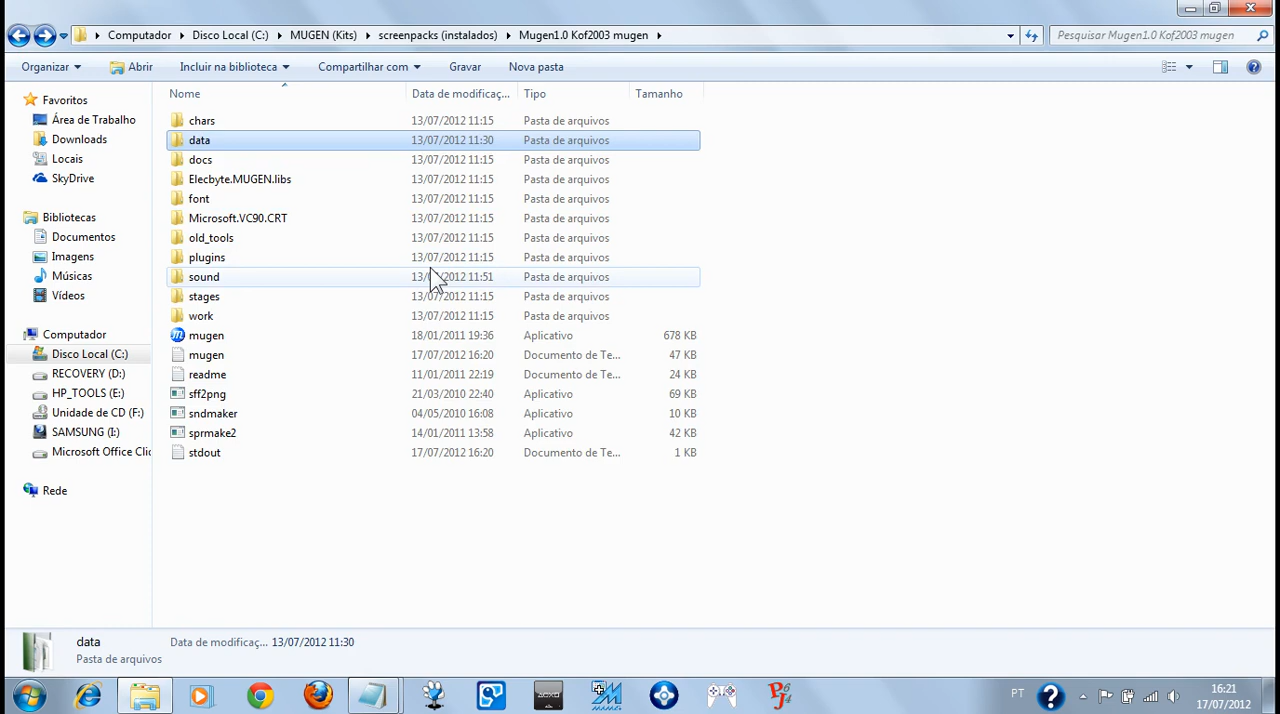 Computador Disco Local (C:) MUGEN (Kits) screenpacks (instalados) Mugen1.0 Kof2003 mugen Pesquisar Mugen1.0 Kof2003 mugen
Organizar Abrir Incluir na biblioteca Compartilhar com Gravar Nova pasta
Favoritos
Área de Trabalho
Downloads
Locais
SkyDrive
Bibliotecas
Documentos
Imagens
Músicas
Vídeos
Computador
Disco Local (C:)
RECOVERY (D:)
HP_TOOLS (E:)
Unidade de CD (F:)
SAMSUNG (I:)
Microsoft Office Clic
Rede
Nome Data de modificaç... Tipo Tamanho
chars 13/07/2012 11:15 Pasta de arquivos
data 13/07/2012 11:30 Pasta de arquivos
docs 13/07/2012 11:15 Pasta de arquivos
Elecbyte.MUGEN.libs 13/07/2012 11:15 Pasta de arquivos
font 13/07/2012 11:15 Pasta de arquivos
Microsoft.VC90.CRT 13/07/2012 11:15 Pasta de arquivos
old_tools 13/07/2012 11:15 Pasta de arquivos
plugins 13/07/2012 11:15 Pasta de arquivos
sound 13/07/2012 11:51 Pasta de arquivos
stages 13/07/2012 11:15 Pasta de arquivos
work 13/07/2012 11:15 Pasta de arquivos
mugen 18/01/2011 19:36 Aplicativo 678 KB
mugen 17/07/2012 16:20 Documento de Te... 47 KB
readme 11/01/2011 22:19 Documento de Te... 24 KB
sff2png 21/03/2010 22:40 Aplicativo 69 KB
sndmaker 04/05/2010 16:08 Aplicativo 10 KB
sprmake2 14/01/2011 13:58 Aplicativo 42 KB
stdout 17/07/2012 16:20 Documento de Te... 1 KB
data Data de modificaç... 13/07/2012 11:30
Pasta de arquivos
PT 16:21
17/07/2012